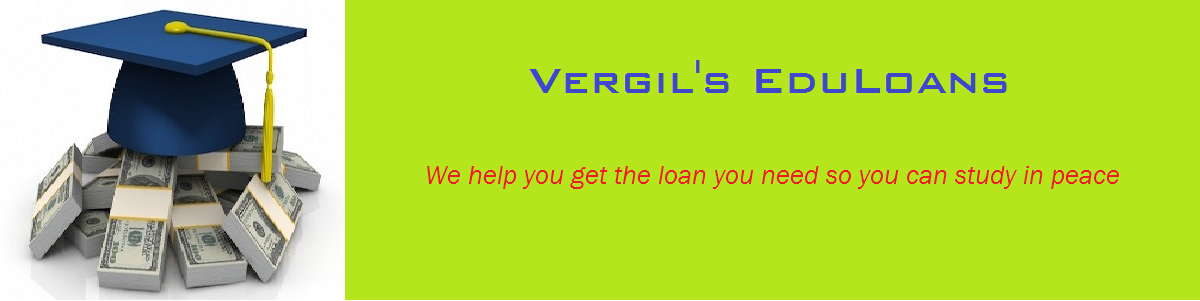 Vergil's EduLoans
We help you get the loan you need so you can study in peace